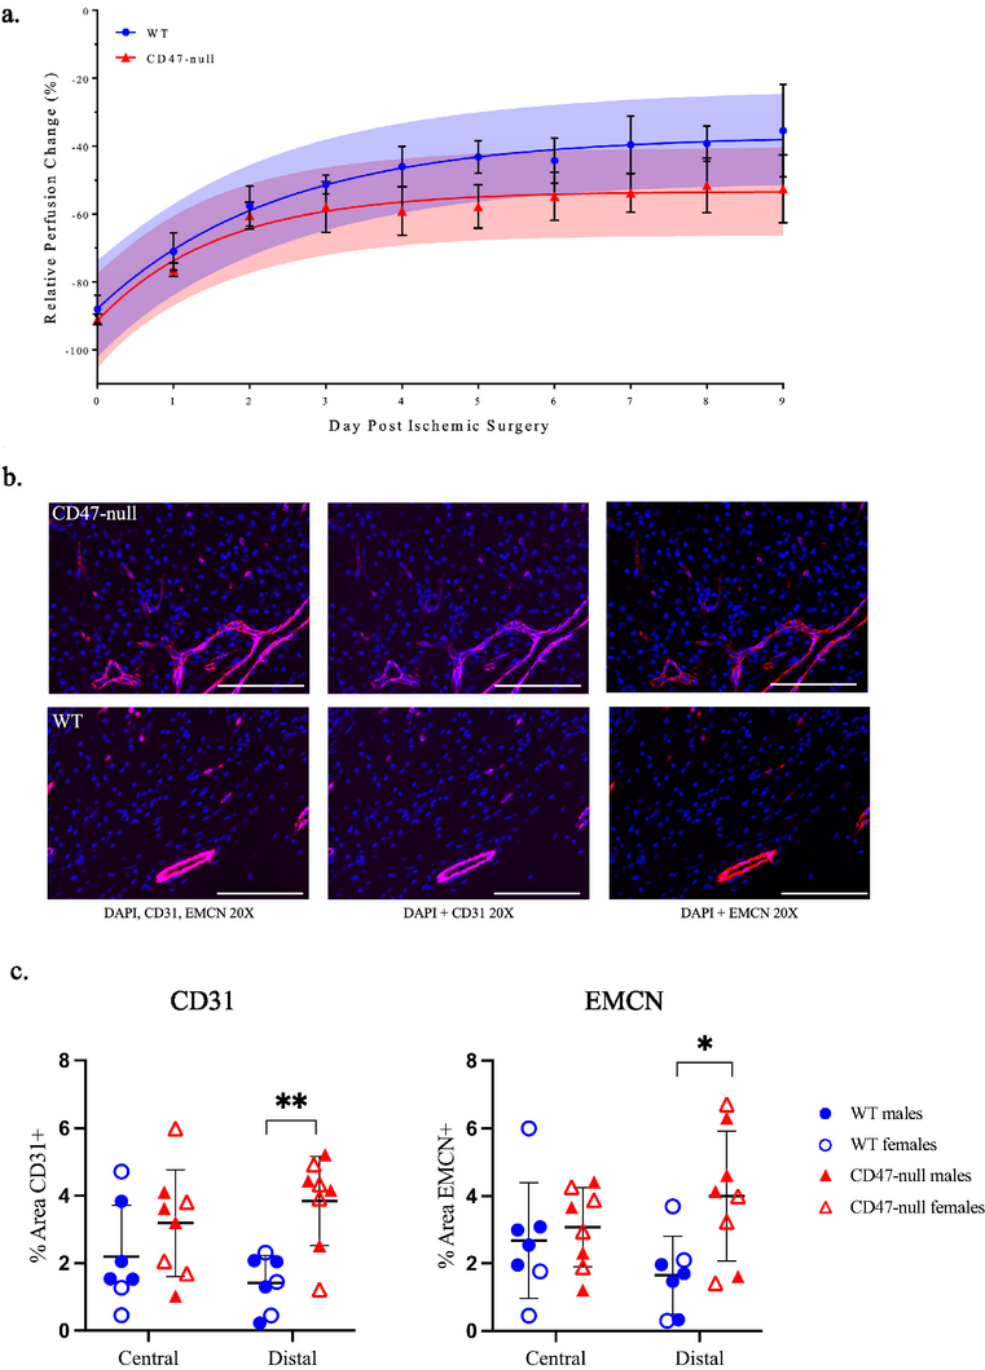 a.
0
-20
-40
-60
-80
-100
Relative Perfusion Change (%)
WT
CD47-null
0 1 2 3 4 5 6 7 8 9
Day Post Ischemic Surgery
b.
CD47-null
WT
DAPI, CD31, EMCN 20X
DAPI + CD31 20X
DAPI + EMCN 20X
c.
CD31
8
6
4
2
0
% Area CD31+
**
Central Distal
EMCN
8
6
4
2
0
% Area EMCN+
*
Central Distal
WT males
WT females
CD47-null males
CD47-null females